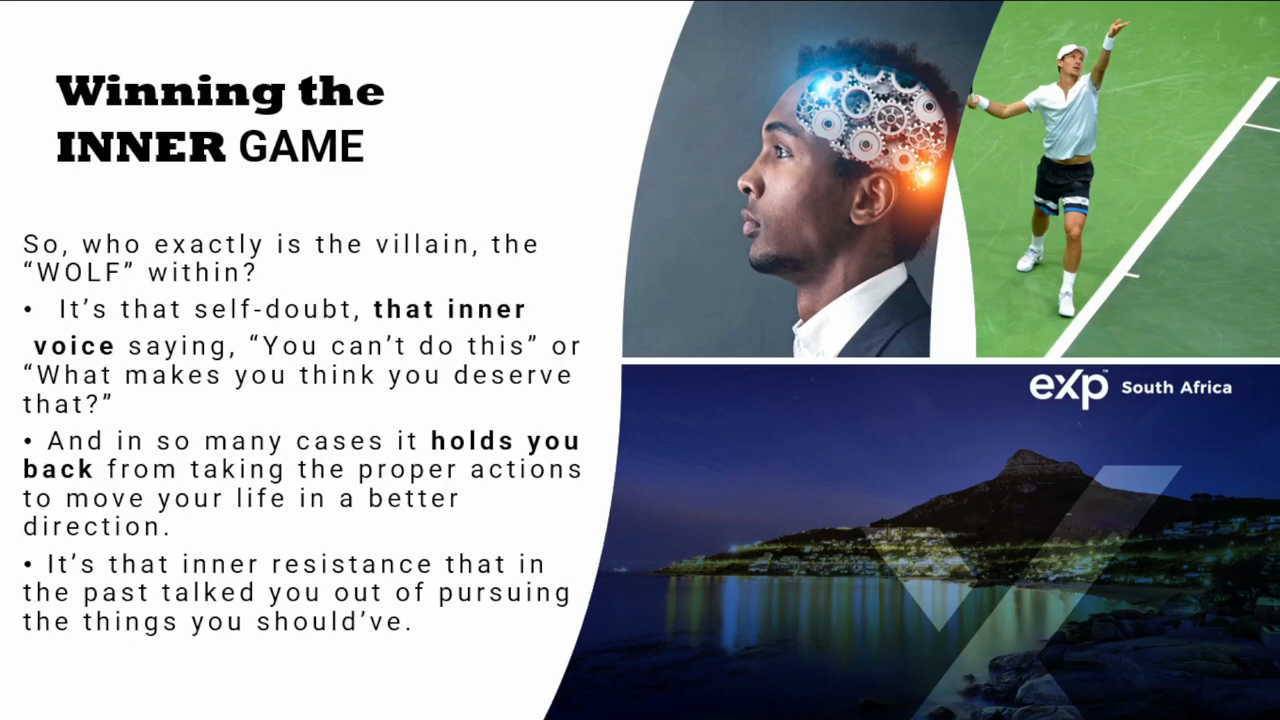 Winning the
INNER GAME
So, who exactly is the villain, the
“WOLF” within?
• It’s that self-doubt, that inner
voice saying, “You can’t do this” or
“What makes you think you deserve
that?”
• And in so many cases it holds you
back from taking the proper actions
to move your life in a better
direction.
• It’s that inner resistance that in
the past talked you out of pursuing
the things you should’ve.
eXp™ South Africa